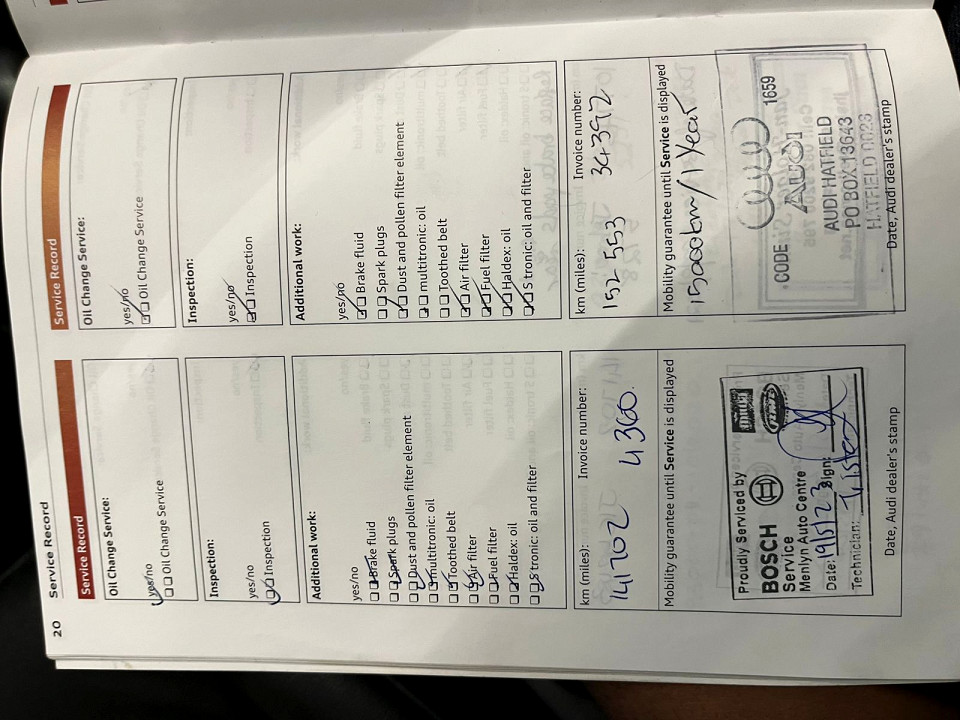 20
Service Record
Service Record
Oil Change Service:
yes/no
Oil Change Service
Inspection:
yes/no
Inspection
Additional work:
yes/no
Brake fluid
Spark plugs
Dust and pollen filter element
multitronic: oil
Toothed belt
Air filter
Fuel filter
Haldex: oil
S tronic: oil and filter
km (miles): Invoice number:
141702 4360
Mobility guarantee until Service is displayed
Proudly Serviced by
BOSCH
Service
Menlyn Auto Centre
Date: 19/5/23 Sign:
Technician:
Date, Audi dealer's stamp
Service Record
Oil Change Service:
yes/no
Oil Change Service
Inspection:
yes/no
Inspection
Additional work:
yes/no
Brake fluid
Spark plugs
Dust and pollen filter element
multitronic: oil
Toothed belt
Air filter
Fuel filter
Haldex: oil
S tronic: oil and filter
km (miles): Invoice number:
152 553 34392
Mobility guarantee until Service is displayed
15000km/1 Year
CODE 1659
AUDI
AUDI HATFIELD
PO BOX 13643
HATFIELD 0028
Date, Audi dealer's stamp